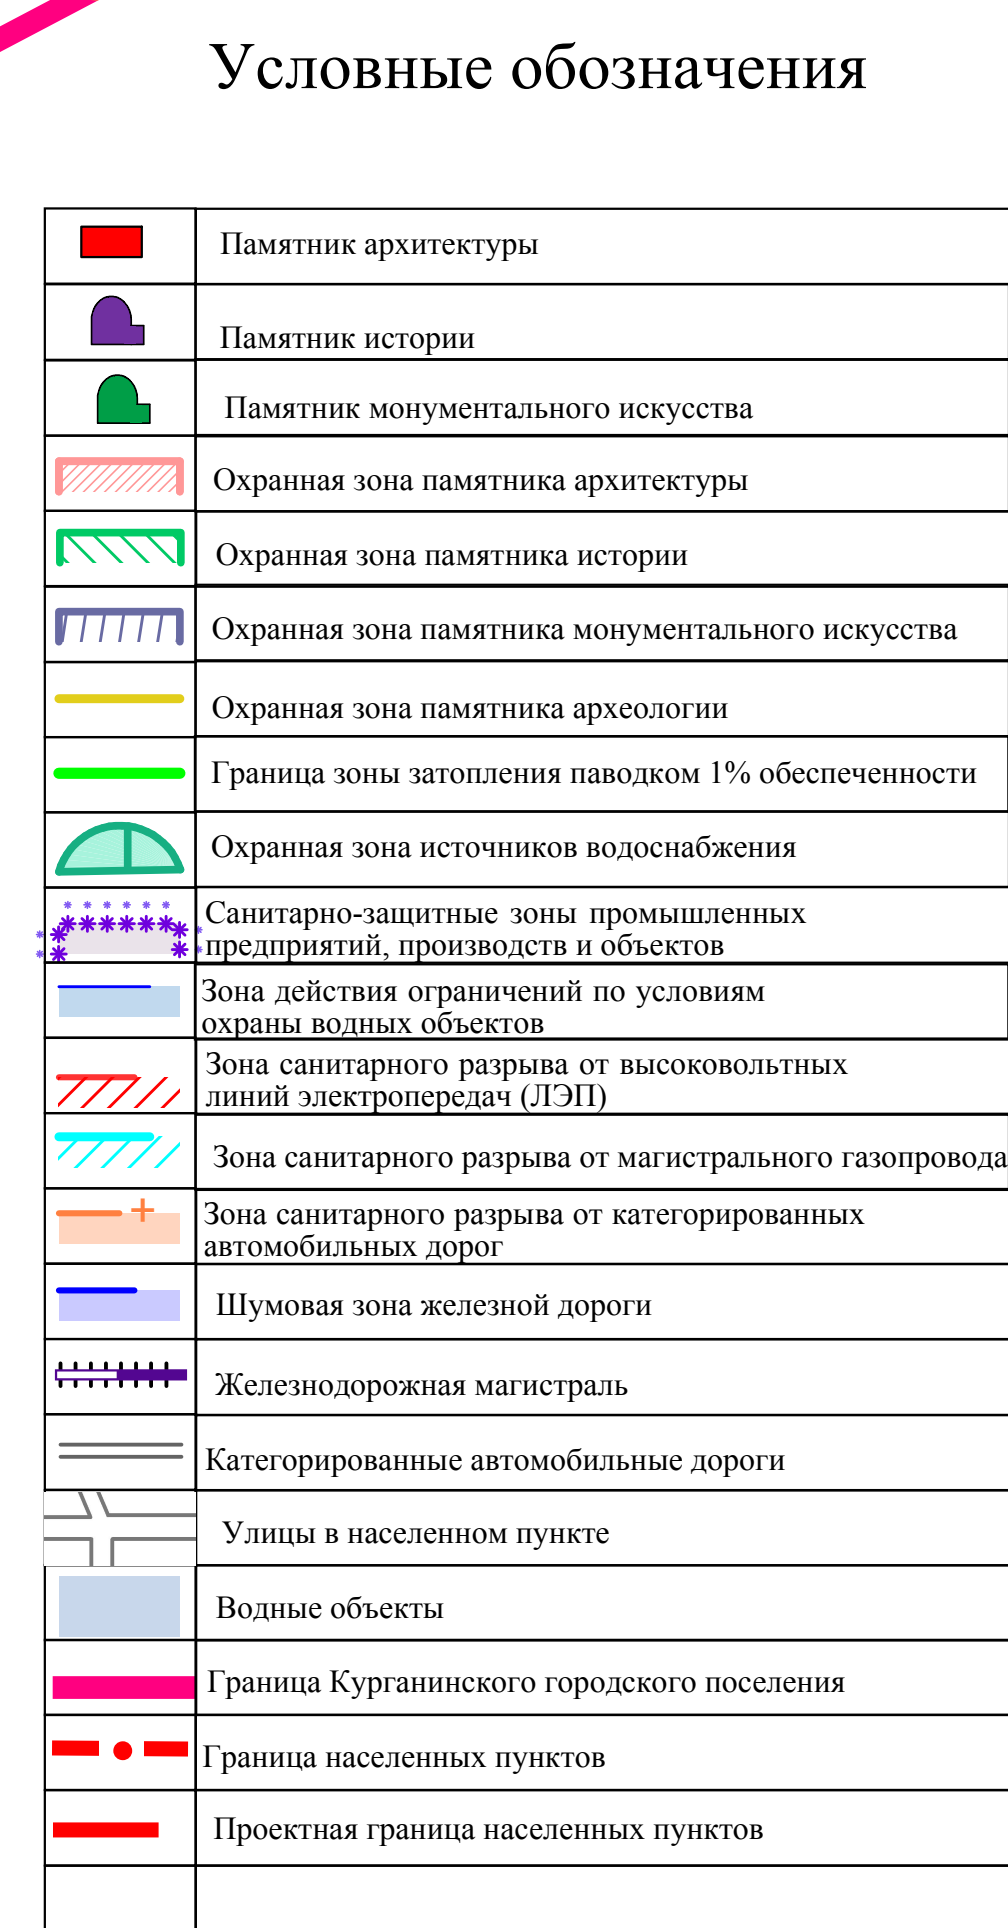 Условные обозначения
Памятник архитектуры
Памятник истории
Памятник монументального искусства
Охранная зона памятника архитектуры
Охранная зона памятника истории
Охранная зона памятника монументального искусства
Охранная зона памятника археологии
Граница зоны затопления паводком 1% обеспеченности
Охранная зона источников водоснабжения
Санитарно-защитные зоны промышленных
предприятий, производств и объектов
Зона действия ограничений по условиям
охраны водных объектов
Зона санитарного разрыва от высоковольтных
линий электропередач (ЛЭП)
Зона санитарного разрыва от магистрального газопровода
Зона санитарного разрыва от категорированных
автомобильных дорог
Шумовая зона железной дороги
Железнодорожная магистраль
Категорированные автомобильные дороги
Улицы в населенном пункте
Водные объекты
Граница Курганинского городского поселения
Граница населенных пунктов
Проектная граница населенных пунктов